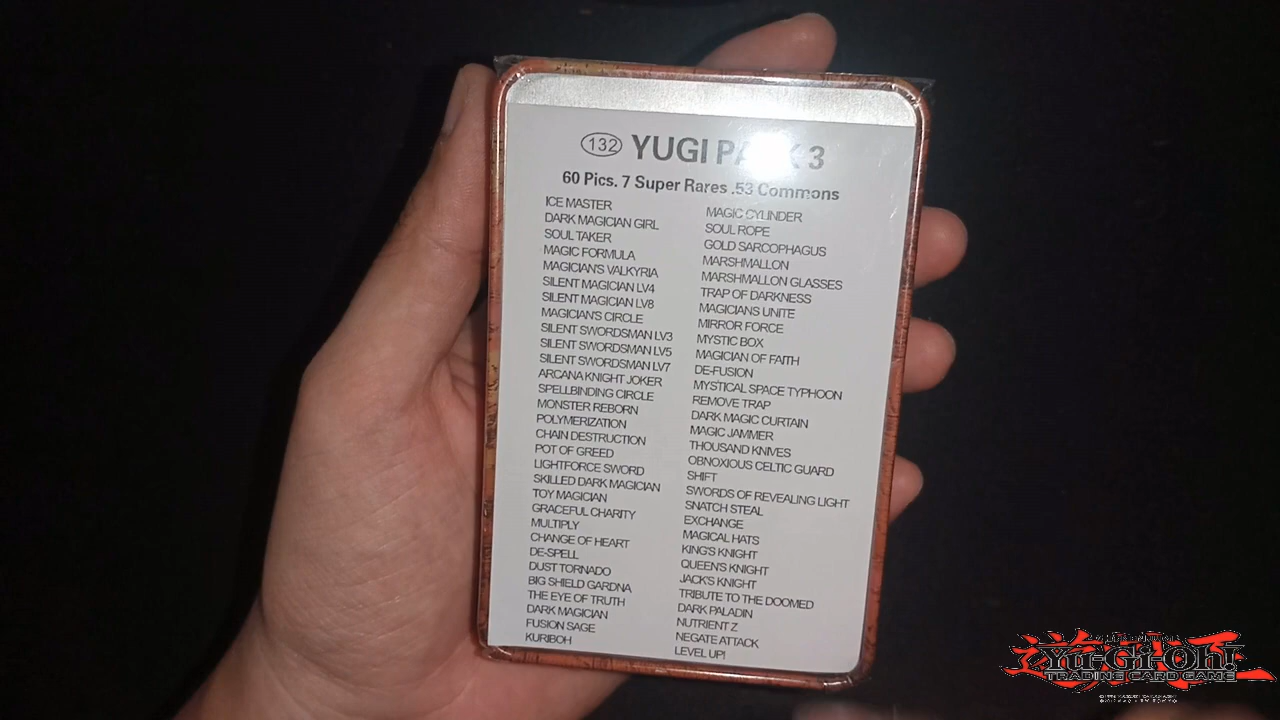 132 YUGI PACK 3
60 Pics. 7 Super Rares .53 Commons
ICE MASTER
DARK MAGICIAN GIRL
SOUL TAKER
MAGIC FORMULA
MAGICIAN'S VALKYRIA
SILENT MAGICIAN LV4
SILENT MAGICIAN LV8
MAGICIAN'S CIRCLE
SILENT SWORDSMAN LV3
SILENT SWORDSMAN LV5
SILENT SWORDSMAN LV7
ARCANA KNIGHT JOKER
SPELLBINDING CIRCLE
MONSTER REBORN
POLYMERIZATION
CHAIN DESTRUCTION
POT OF GREED
LIGHTFORCE SWORD
SKILLED DARK MAGICIAN
TOY MAGICIAN
GRACEFUL CHARITY
MULTIPLY
CHANGE OF HEART
DE-SPELL
DUST TORNADO
BIG SHIELD GARDNA
THE EYE OF TRUTH
DARK MAGICIAN
FUSION SAGE
KURIBOH
MAGIC CYLINDER
SOUL ROPE
GOLD SARCOPHAGUS
MARSHMALLON
MARSHMALLON GLASSES
TRAP OF DARKNESS
MAGICIANS UNITE
MIRROR FORCE
MYSTIC BOX
MAGICIAN OF FAITH
DE-FUSION
MYSTICAL SPACE TYPHOON
REMOVE TRAP
DARK MAGIC CURTAIN
MAGIC JAMMER
THOUSAND KNIVES
OBNOXIOUS CELTIC GUARD
SHIFT
SWORDS OF REVEALING LIGHT
SNATCH STEAL
EXCHANGE
MAGICAL HATS
KING'S KNIGHT
QUEEN'S KNIGHT
JACK'S KNIGHT
TRIBUTE TO THE DOOMED
DARK PALADIN
NUTRIENT Z
NEGATE ATTACK
LEVEL UP!
Yu-Gi-Oh!
TRADING CARD GAME